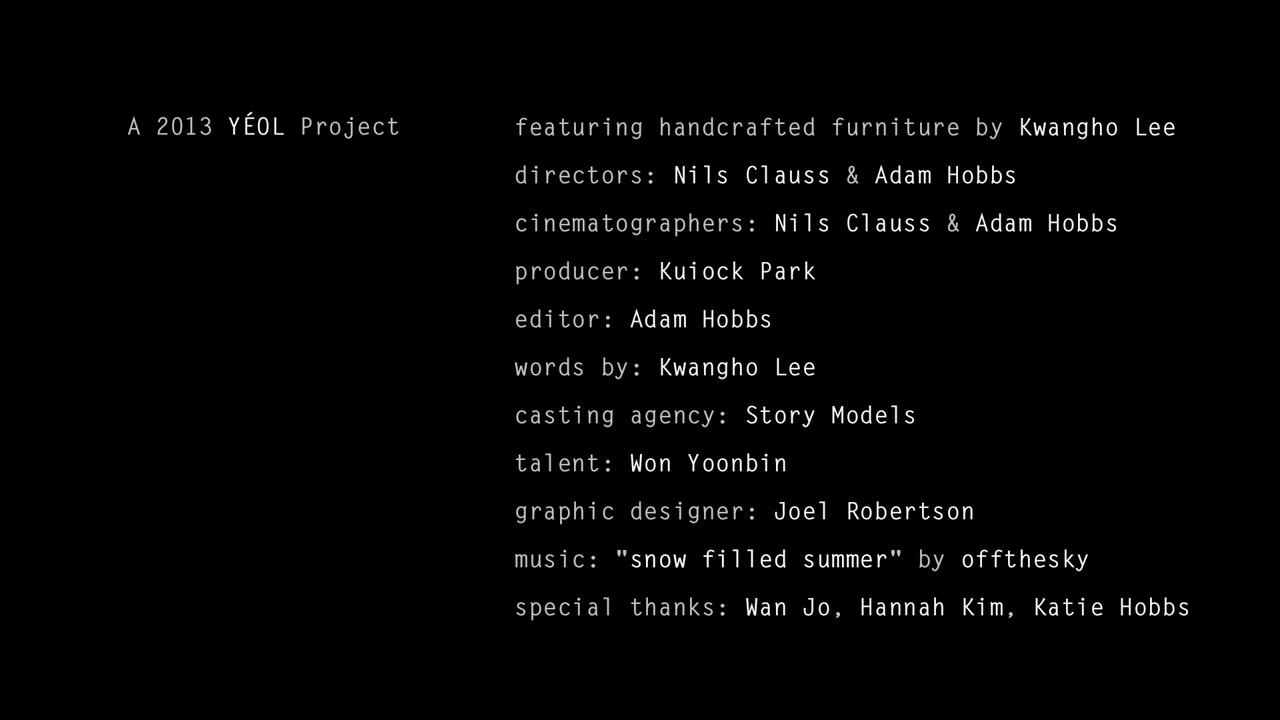 A 2013 YÉOL Project
featuring handcrafted furniture by Kwangho Lee
directors: Nils Clauss & Adam Hobbs
cinematographers: Nils Clauss & Adam Hobbs
producer: Kuiock Park
editor: Adam Hobbs
words by: Kwangho Lee
casting agency: Story Models
talent: Won Yoonbin
graphic designer: Joel Robertson
music: "snow filled summer" by offthesky
special thanks: Wan Jo, Hannah Kim, Katie Hobbs